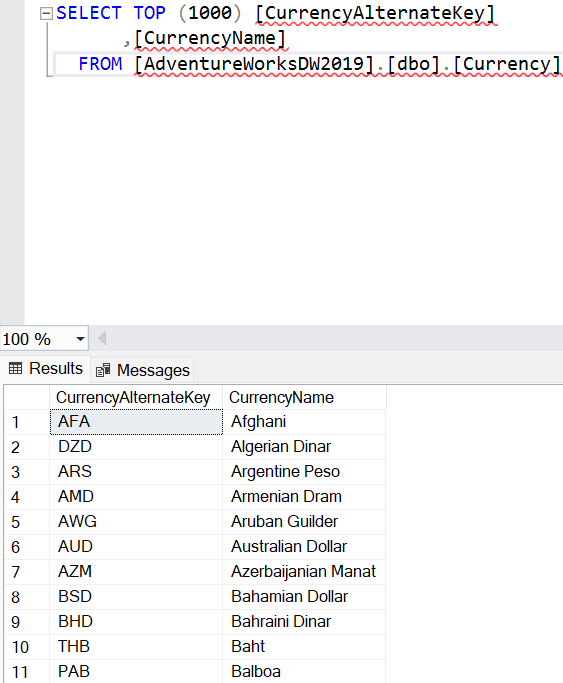 SELECT TOP (1000) [CurrencyAlternateKey]
,[CurrencyName]
FROM [AdventureWorksDW2019].[dbo].[Currency]
100 %
Results Messages
CurrencyAlternateKey CurrencyName
1 AFA Afghani
2 DZD Algerian Dinar
3 ARS Argentine Peso
4 AMD Armenian Dram
5 AWG Aruban Guilder
6 AUD Australian Dollar
7 AZM Azerbaijanian Manat
8 BSD Bahamian Dollar
9 BHD Bahraini Dinar
10 THB Baht
11 PAB Balboa